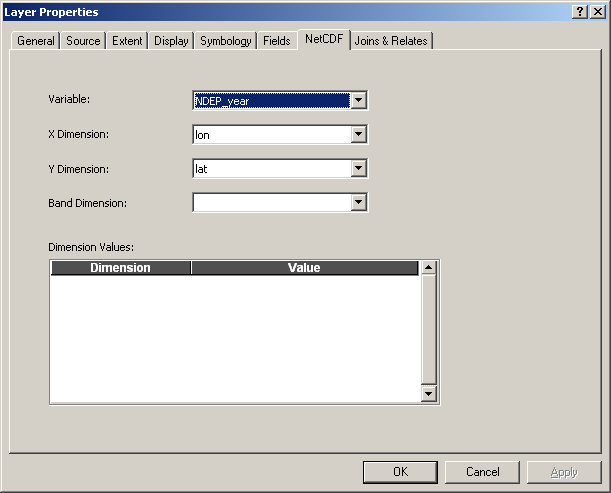 Layer Properties
General Source Extent Display Symbology Fields NetCDF Joins & Relates
Variable: NDEP_year
X Dimension: lon
Y Dimension: lat
Band Dimension:
Dimension Values:
Dimension Value
OK Cancel Apply